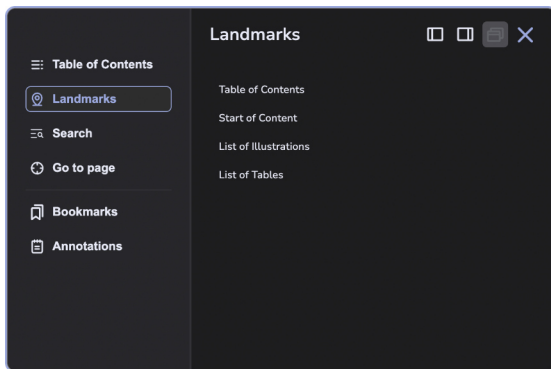 Table of Contents
Landmarks
Search
Go to page
Bookmarks
Annotations
Landmarks
Table of Contents
Start of Content
List of Illustrations
List of Tables